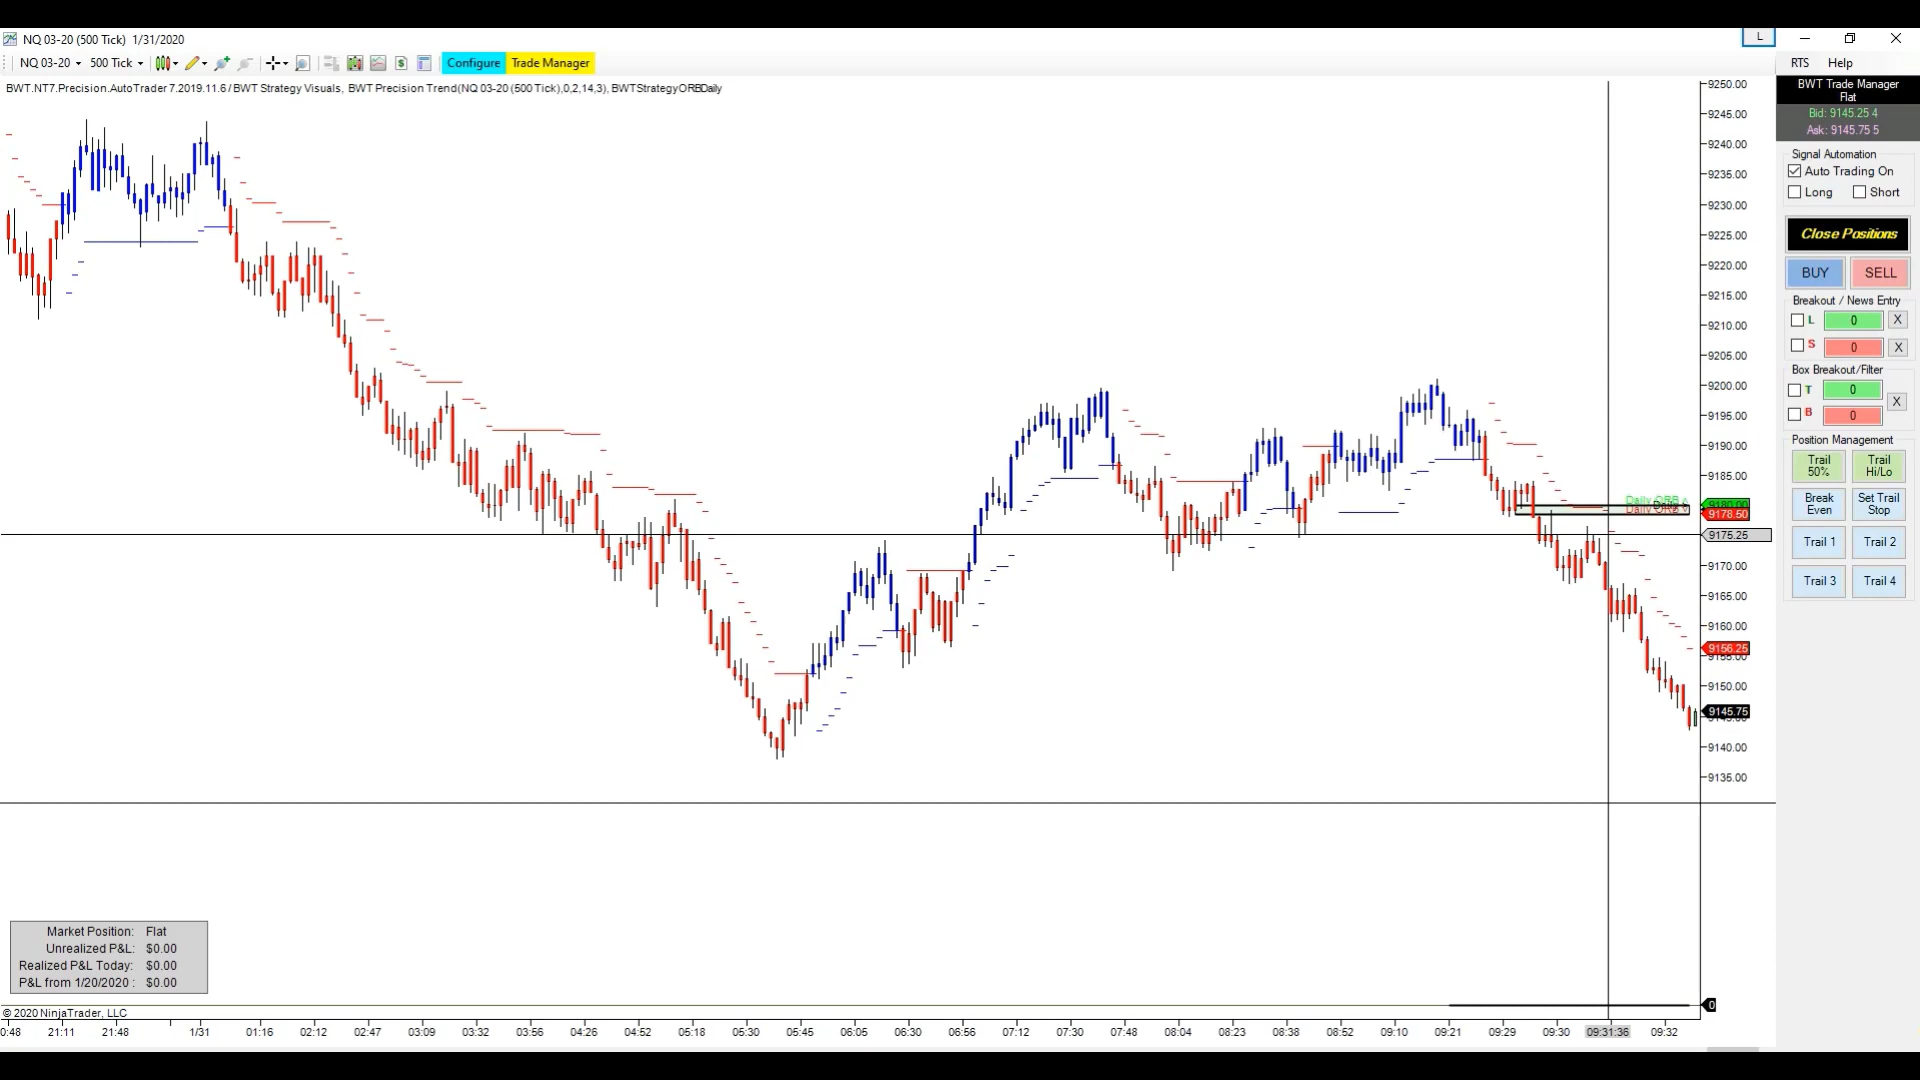 NQ 03-20 (500 Tick) 1/31/2020
L
NQ 03-20 500 Tick Configure Trade Manager
RTS Help
BWT.NT7.Precision.AutoTrader 7.2019.11.6 / BWT Strategy Visuals, BWT Precision Trend(NQ 03-20 (500 Tick),0,2,14,3), BWTStrategyORBDaily
BWT Trade Manager
Flat
Bid: 9145.25 4
Ask: 9145.75 5
Signal Automation
Auto Trading On
Long Short
Close Positions
BUY SELL
Breakout / News Entry
L 0 X
S 0 X
Box Breakout/Filter
T 0
X
B 0
Position Management
Trail 50%
Trail Hi/Lo
Break Even
Set Trail Stop
Trail 1 Trail 2
Trail 3 Trail 4
9250.00
9245.00
9240.00
9235.00
9230.00
9225.00
9220.00
9215.00
9210.00
9205.00
9200.00
9195.00
9190.00
9185.00
Daily ORB
Daily ORB
9178.50
9175.25
9170.00
9165.00
9160.00
9156.25
9155.00
9150.00
9145.75
9140.00
9135.00
Market Position: Flat
Unrealized P&L: $0.00
Realized P&L Today: $0.00
P&L from 1/20/2020 : $0.00
0
© 2020 NinjaTrader, LLC
0:48 21:11 21:48 1/31 01:16 02:12 02:47 03:09 03:32 03:56 04:26 04:52 05:18 05:30 05:45 06:05 06:30 06:56 07:12 07:30 07:48 08:04 08:23 08:38 08:52 09:10 09:21 09:29 09:30 09:31:36 09:32